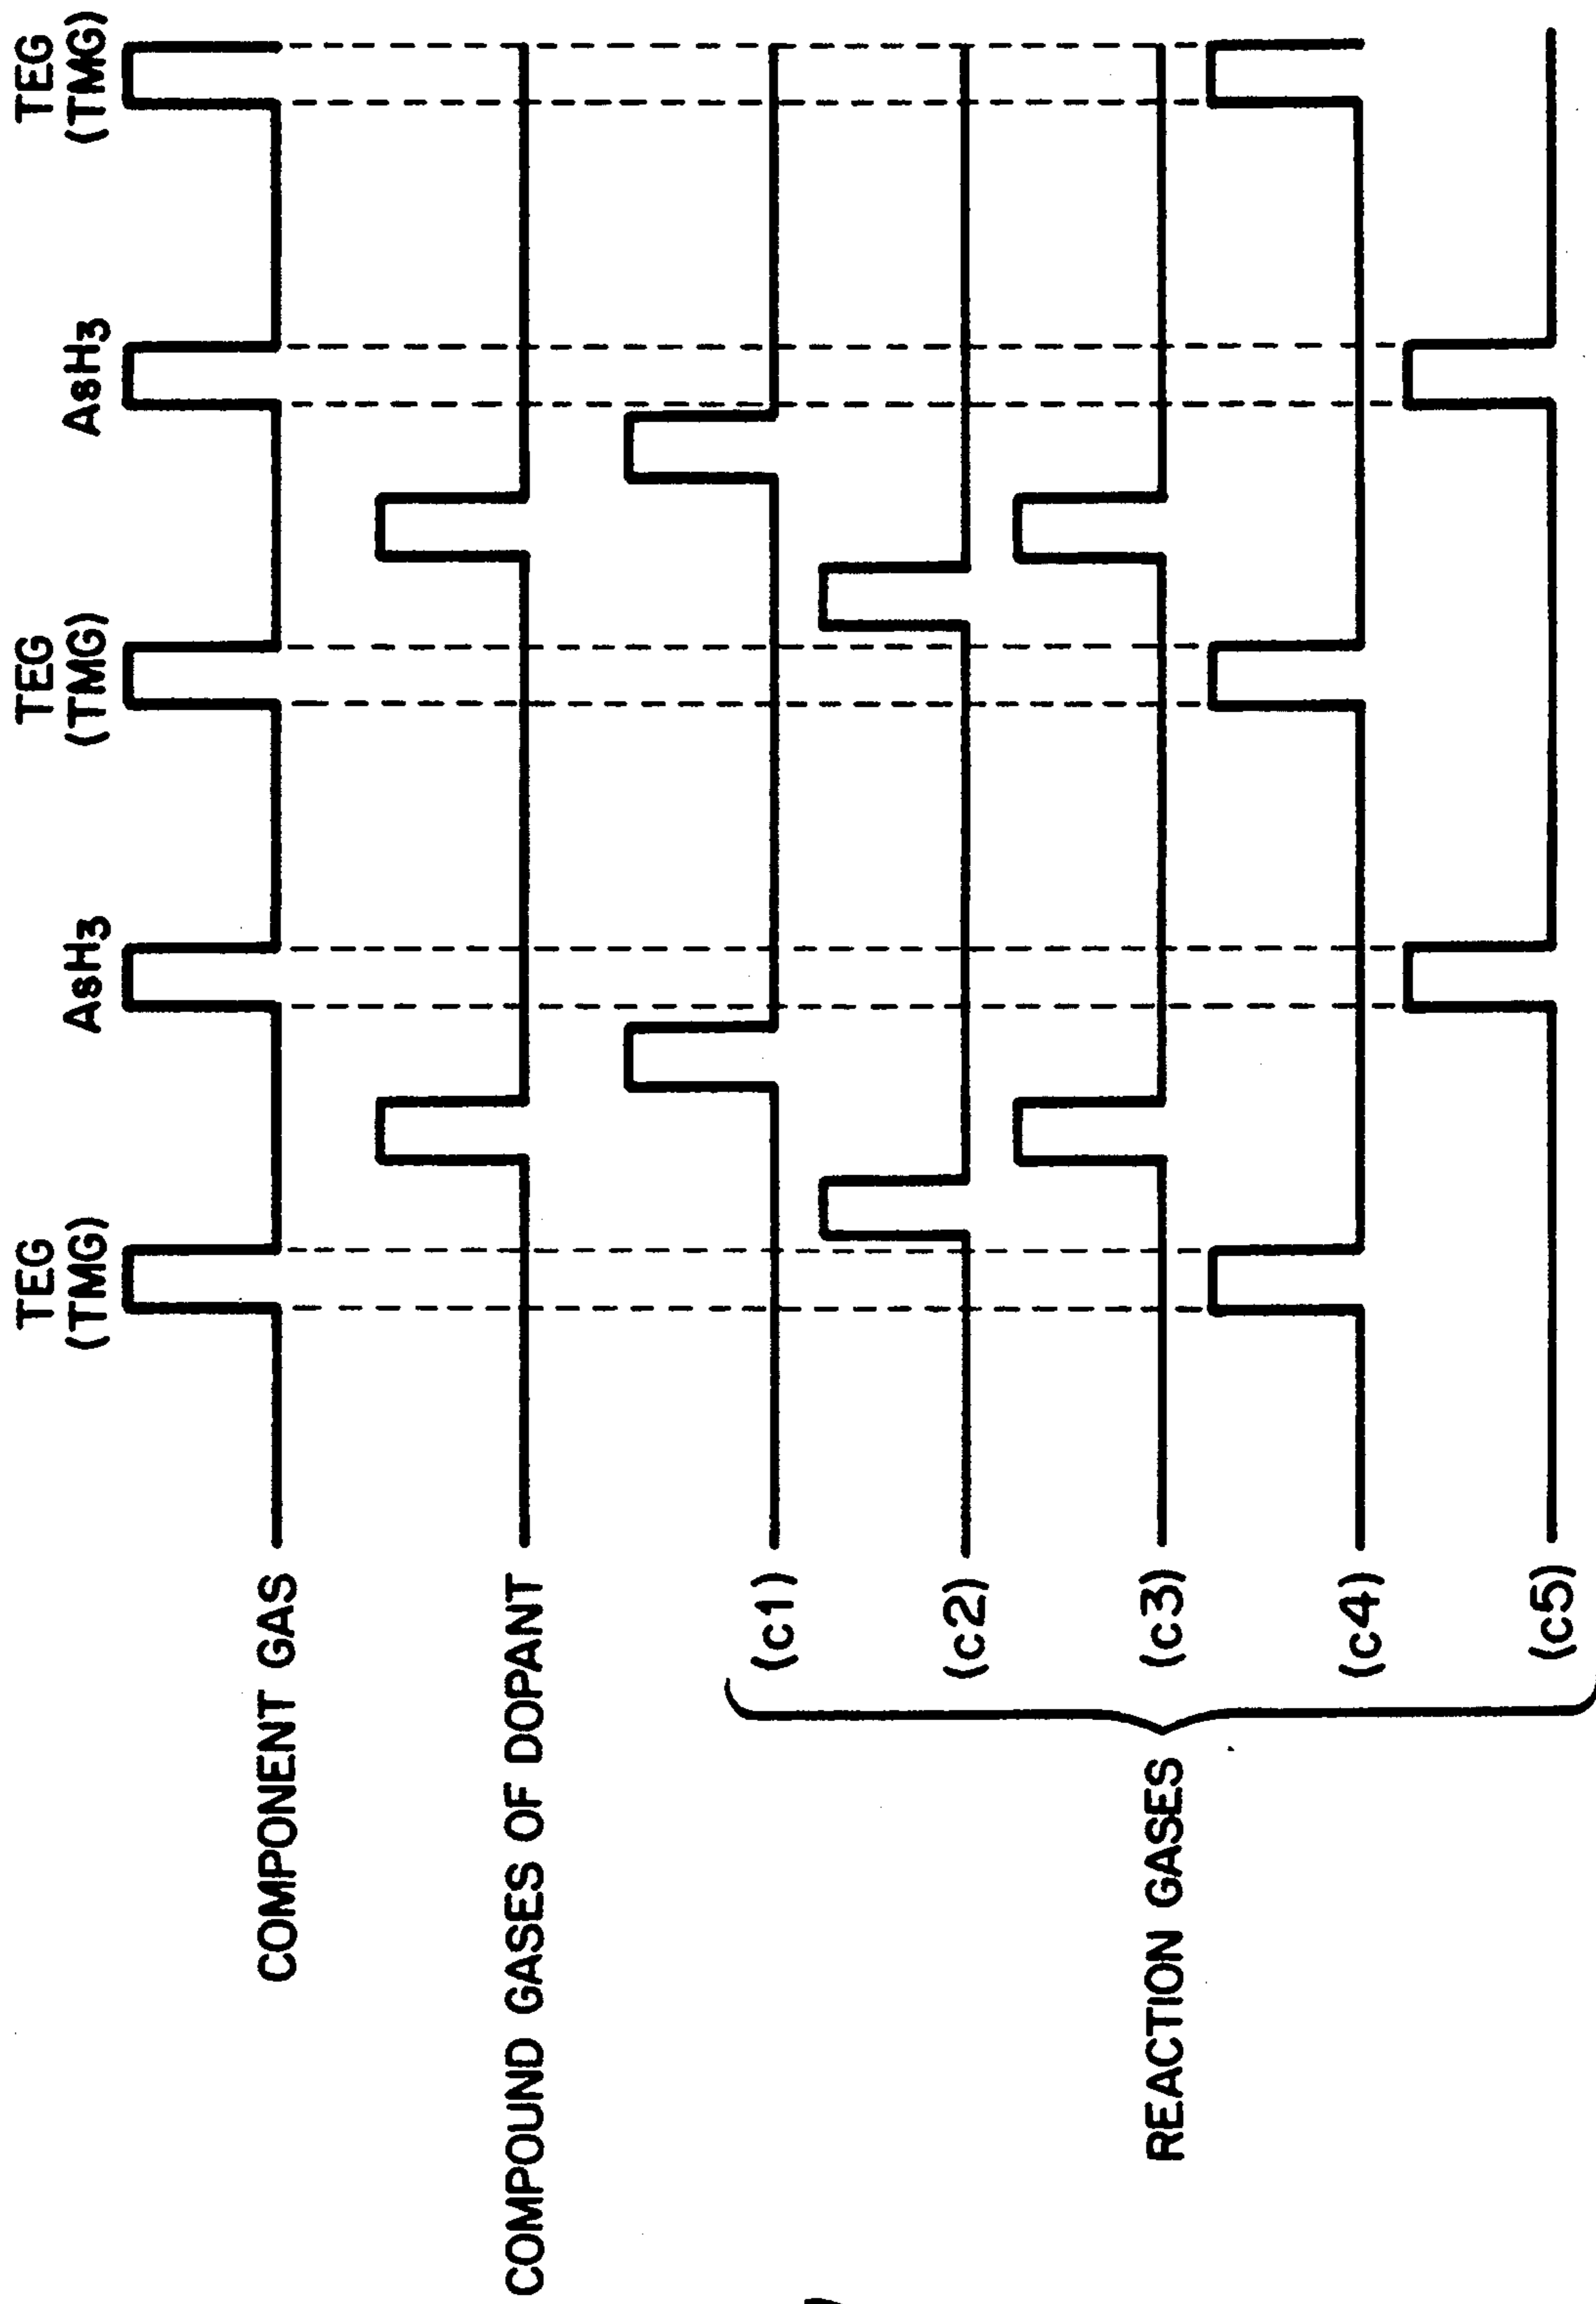 TEG
(TMG)
AsH3
TEG
(TMG)
AsH3
TEG
(TMG)
COMPONENT GAS
COMPOUND GASES OF DOPANT
REACTION GASES
(c1)
(c2)
(c3)
(c4)
(c5)